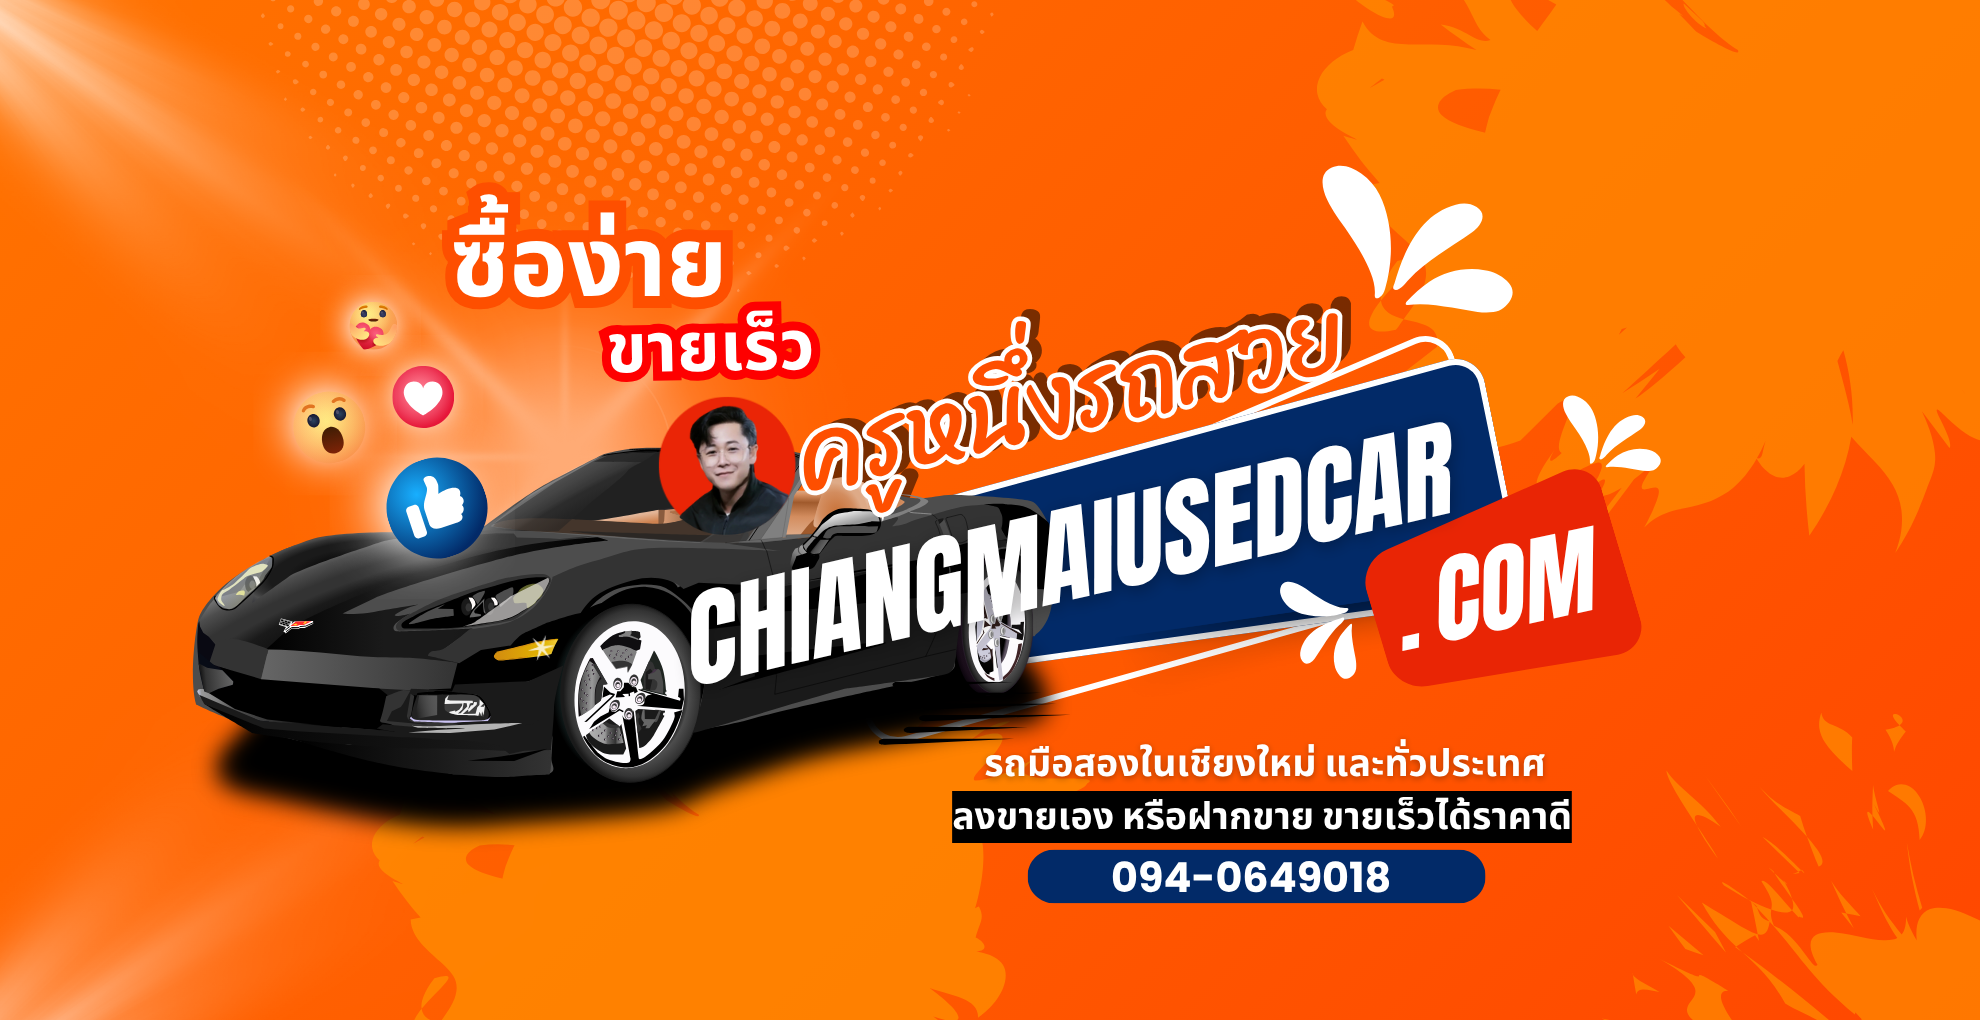 ซื้อง่าย
ขายเร็ว
ครูหนึ่งรถสวย
CHIANGMAIUSEDCAR
. COM
รถมือสองในเชียงใหม่ และทั่วประเทศ
ลงขายเอง หรือฝากขาย ขายเร็วได้ราคาดี
094-0649018